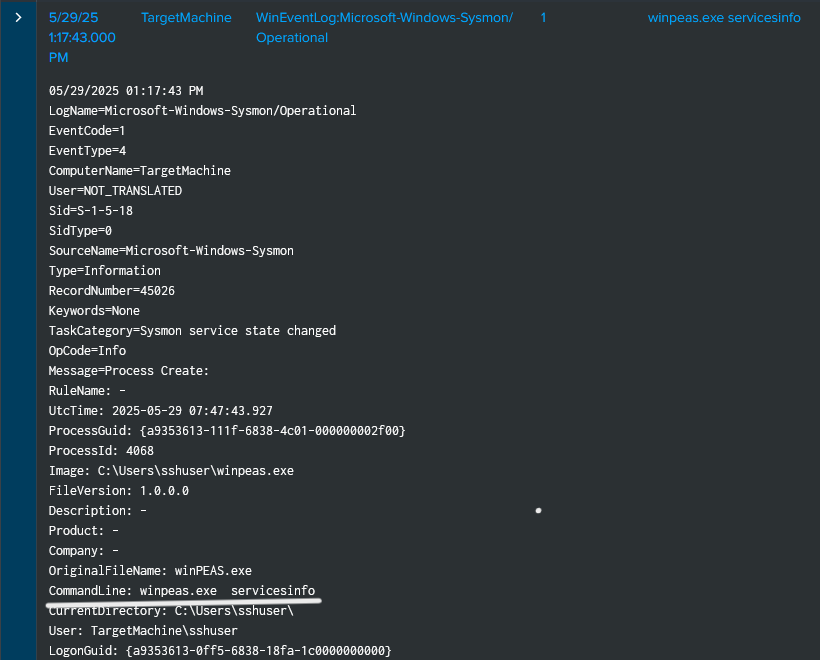 5/29/25 TargetMachine WinEventLog:Microsoft-Windows-Sysmon/ 1 winpeas.exe servicesinfo
1:17:43.000 Operational
PM
05/29/2025 01:17:43 PM
LogName=Microsoft-Windows-Sysmon/Operational
EventCode=1
EventType=4
ComputerName=TargetMachine
User=NOT_TRANSLATED
Sid=S-1-5-18
SidType=0
SourceName=Microsoft-Windows-Sysmon
Type=Information
RecordNumber=45026
Keywords=None
TaskCategory=Sysmon service state changed
OpCode=Info
Message=Process Create:
RuleName: -
UtcTime: 2025-05-29 07:47:43.927
ProcessGuid: {a9353613-111f-6838-4c01-000000002f00}
ProcessId: 4068
Image: C:\Users\sshuser\winpeas.exe
FileVersion: 1.0.0.0
Description: -
Product: -
Company: -
OriginalFileName: winPEAS.exe
CommandLine: winpeas.exe  servicesinfo
CurrentDirectory: C:\Users\sshuser\
User: TargetMachine\sshuser
LogonGuid: {a9353613-0ff5-6838-18fa-1c0000000000}